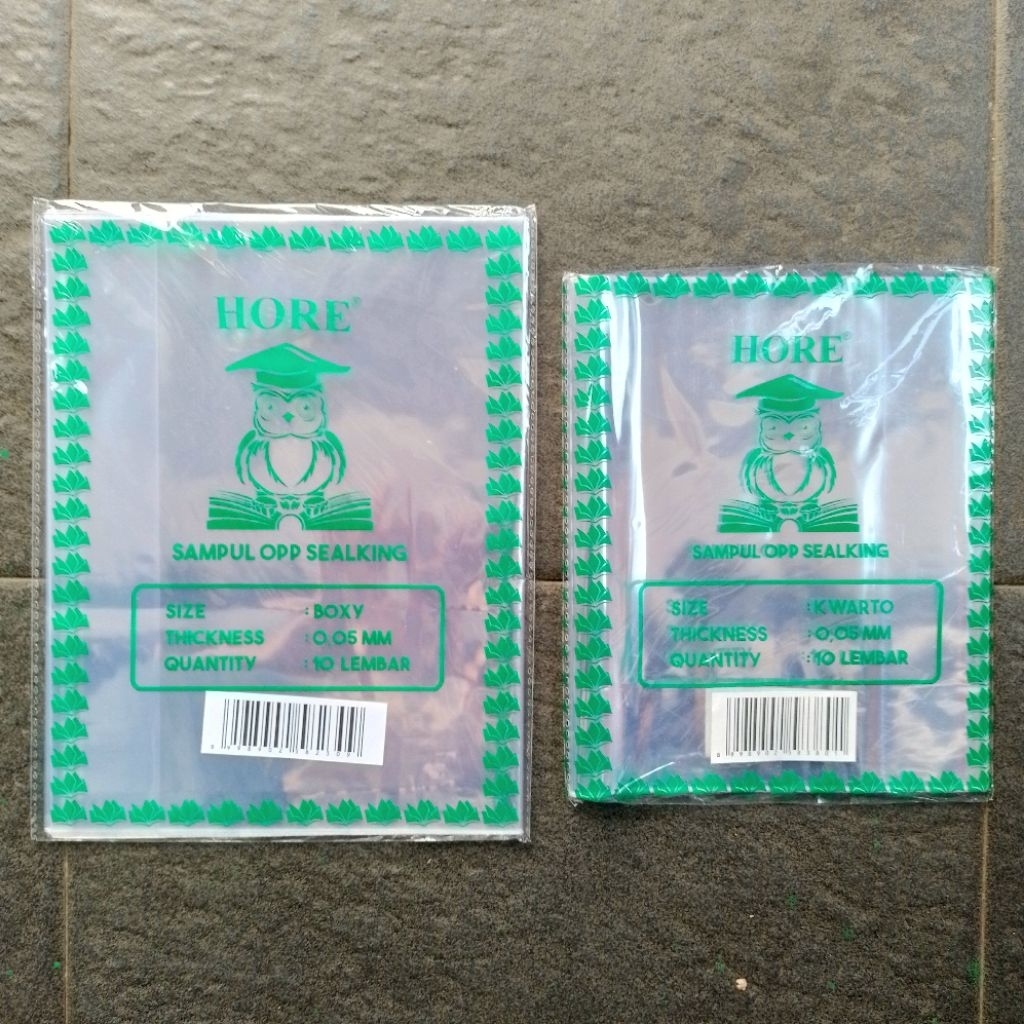 HORE®
SAMPUL OPP SEALKING
SIZE : BOXY
THICKNESS : 0.05 MM
QUANTITY : 10 LEMBAR
HORE®
SAMPUL OPP SEALKING
SIZE : KWARTO
THICKNESS : 0,05 MM
QUANTITY : 10 LEMBAR